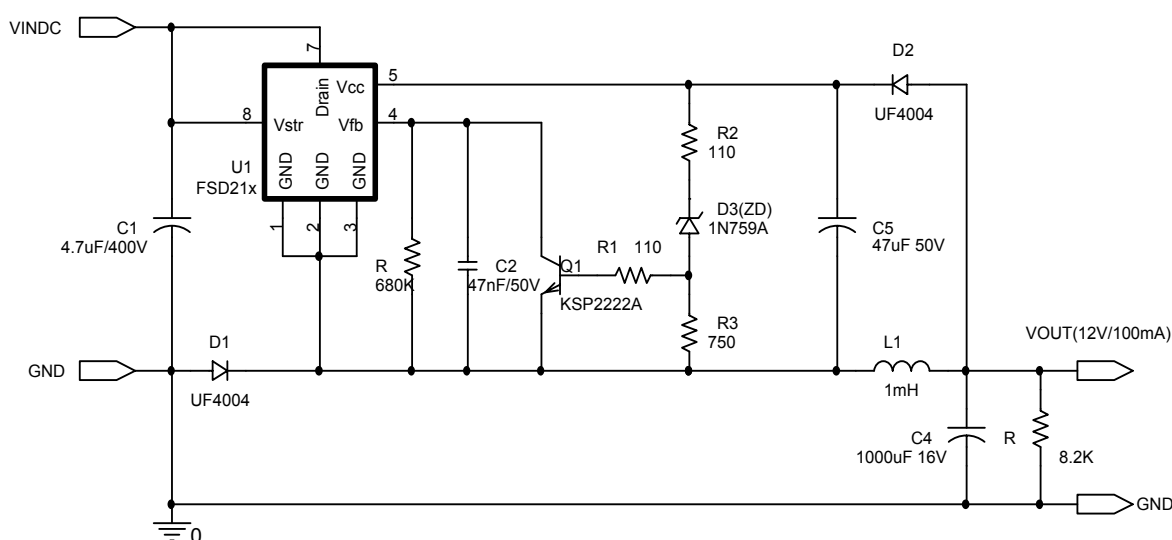 VINDC
7
Drain
Vcc
5
8
Vstr
Vfb
4
U1
FSD21x
GND
GND
GND
1
2
3
D2
UF4004
R2
110
D3(ZD)
1N759A
C1
4.7uF/400V
R
680K
C2
47nF/50V
Q1
KSP2222A
R1 110
C5
47uF 50V
R3
750
GND
D1
UF4004
L1
1mH
VOUT(12V/100mA)
C4
1000uF 16V
R
8.2K
GND
0